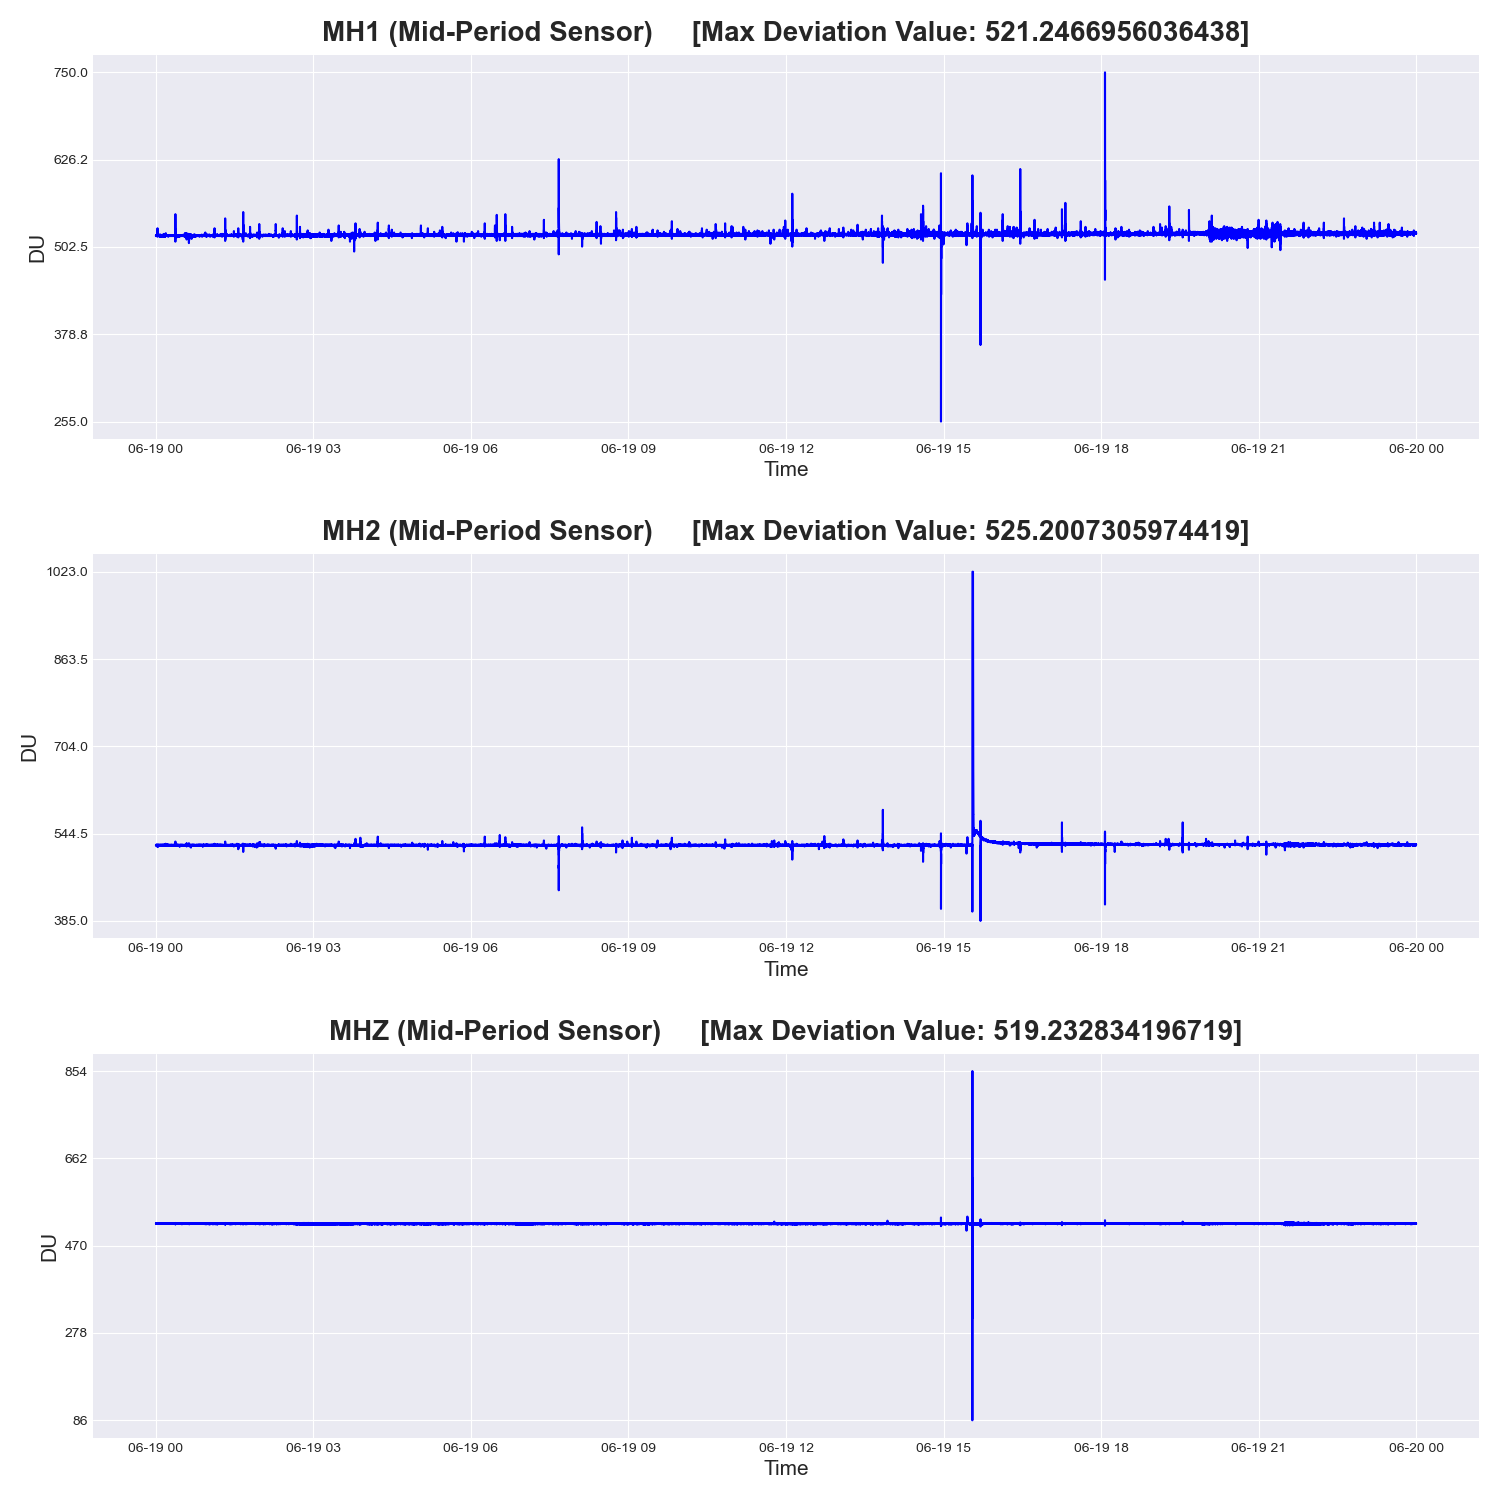 MH1 (Mid-Period Sensor) [Max Deviation Value: 521.2466956036438]
750.0
626.2
502.5
378.8
255.0
DU
06-19 00 06-19 03 06-19 06 06-19 09 06-19 12 06-19 15 06-19 18 06-19 21 06-20 00
Time
MH2 (Mid-Period Sensor) [Max Deviation Value: 525.2007305974419]
1023.0
863.5
704.0
544.5
385.0
DU
06-19 00 06-19 03 06-19 06 06-19 09 06-19 12 06-19 15 06-19 18 06-19 21 06-20 00
Time
MHZ (Mid-Period Sensor) [Max Deviation Value: 519.232834196719]
854
662
470
278
86
DU
06-19 00 06-19 03 06-19 06 06-19 09 06-19 12 06-19 15 06-19 18 06-19 21 06-20 00
Time